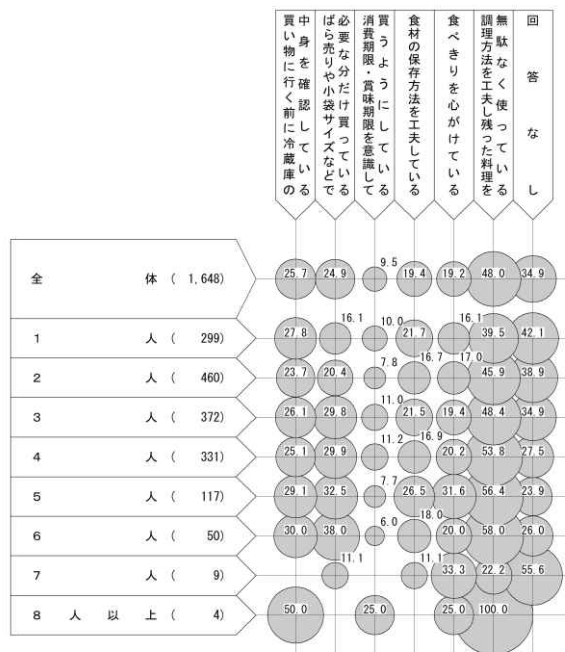 買い物に行く前に冷蔵庫の
中身を確認している
ばら売りや小袋サイズなどで
必要な分だけ買っている
消費期限・賞味期限を意識して
買うようにしている
食材の保存方法を工夫している
食べきりを心がけている
調理方法を工夫し残った料理を
無駄なく使っている
回答なし
全体 ( 1,648) 25.7 24.9 9.5 19.4 19.2 48.0 34.9
1人 ( 299) 27.8 16.1 10.0 21.7 16.1 39.5 42.1
2人 ( 460) 23.7 20.4 7.8 16.7 17.0 45.9 38.9
3人 ( 372) 26.1 29.8 11.0 21.5 19.4 48.4 34.9
4人 ( 331) 25.1 29.9 11.2 16.9 20.2 53.8 27.5
5人 ( 117) 29.1 32.5 7.7 26.5 31.6 56.4 23.9
6人 ( 50) 30.0 38.0 6.0 18.0 20.0 58.0 26.0
7人 ( 9) 11.1 11.1 33.3 22.2 55.6
8人以上 ( 4) 50.0 25.0 25.0 100.0